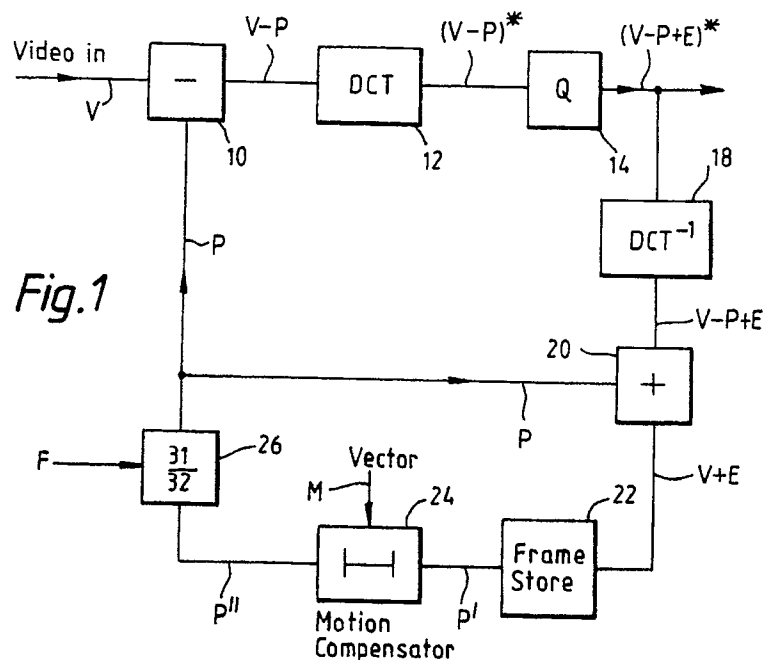 Video in
V
−
10
V−P
DCT
12
(V−P)*
Q
14
(V−P+E)*
18
DCT⁻¹
P
Fig.1
V−P+E
20
+
P
V+E
F
31
32
26
Vector
M
24
22
Frame
Store
P''
P'
Motion
Compensator